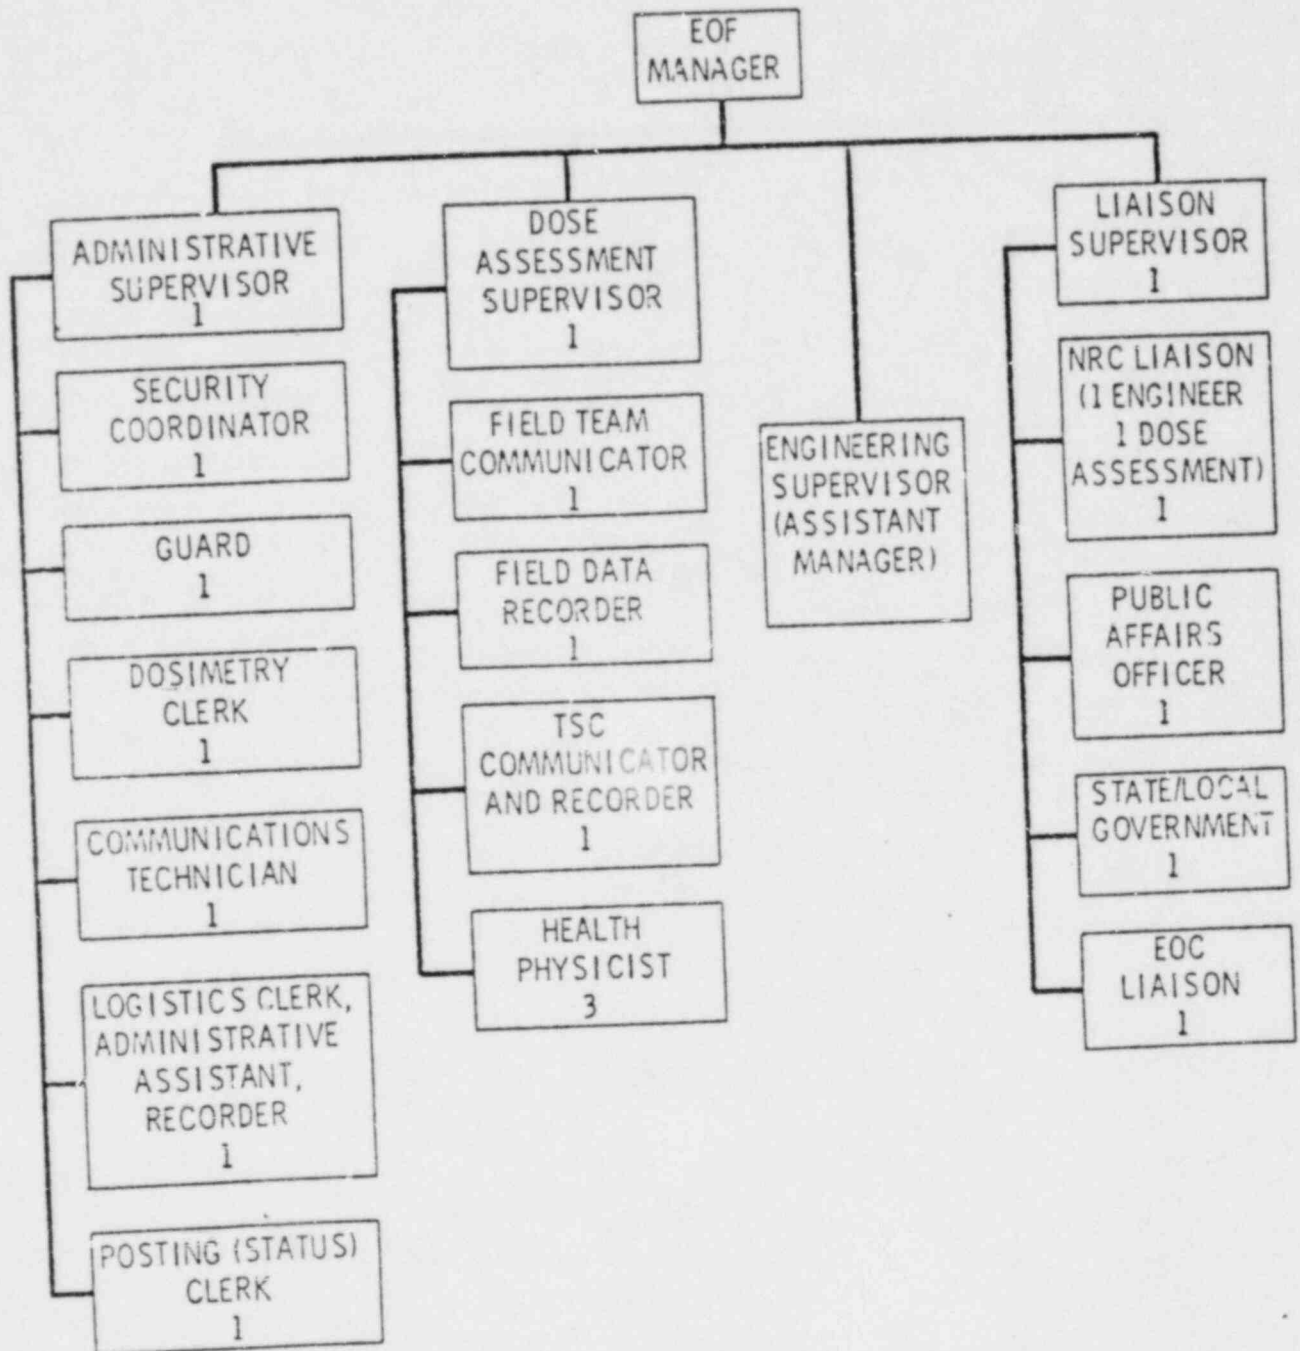 EOF
MANAGER
ADMINISTRATIVE
SUPERVISOR
1
SECURITY
COORDINATOR
1
GUARD
1
DOSIMETRY
CLERK
1
COMMUNICATIONS
TECHNICIAN
1
LOGISTICS CLERK,
ADMINISTRATIVE
ASSISTANT,
RECORDER
1
POSTING (STATUS)
CLERK
1
DOSE
ASSESSMENT
SUPERVISOR
1
FIELD TEAM
COMMUNICATOR
1
FIELD DATA
RECORDER
1
TSC
COMMUNICATOR
AND RECORDER
1
HEALTH
PHYSICIST
3
ENGINEERING
SUPERVISOR
(ASSISTANT
MANAGER)
LIAISON
SUPERVISOR
1
NRC LIAISON
(1 ENGINEER
1 DOSE
ASSESSMENT)
1
PUBLIC
AFFAIRS
OFFICER
1
STATE/LOCAL
GOVERNMENT
1
EOC
LIAISON
1